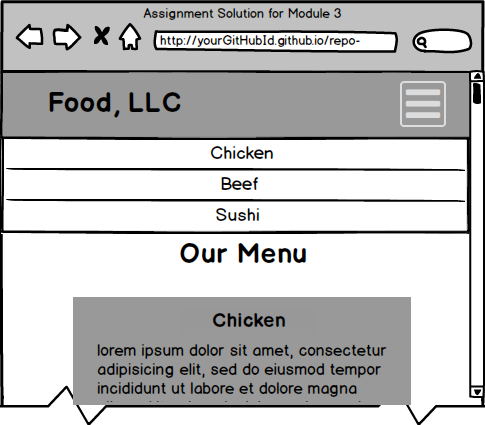 Assignment Solution for Module 3
http://yourGitHubId.github.io/repo-
Food, LLC
Chicken
Beef
Sushi
Our Menu
Chicken
lorem ipsum dolor sit amet, consectetur
adipisicing elit, sed do eiusmod tempor
incididunt ut labore et dolore magna